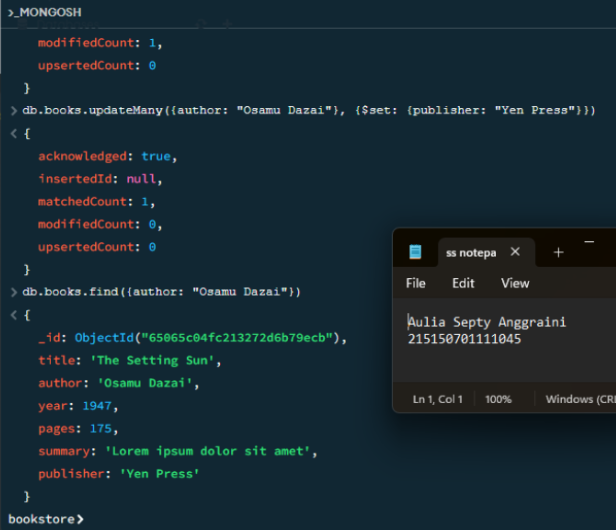 >_MONGOSH
modifiedCount: 1,
upsertedCount: 0
}
> db.books.updateMany({author: "Osamu Dazai"}, {$set: {publisher: "Yen Press"}})
< {
acknowledged: true,
insertedId: null,
matchedCount: 1,
modifiedCount: 0,
upsertedCount: 0
}
> db.books.find({author: "Osamu Dazai"})
< {
_id: ObjectId("65065c04fc213272d6b79ecb"),
title: 'The Setting Sun',
author: 'Osamu Dazai',
year: 1947,
pages: 175,
summary: 'Lorem ipsum dolor sit amet',
publisher: 'Yen Press'
}
bookstore>
ss notepa
File Edit View
Aulia Septy Anggraini
215150701111045
Ln 1, Col 1 100% Windows (CRL